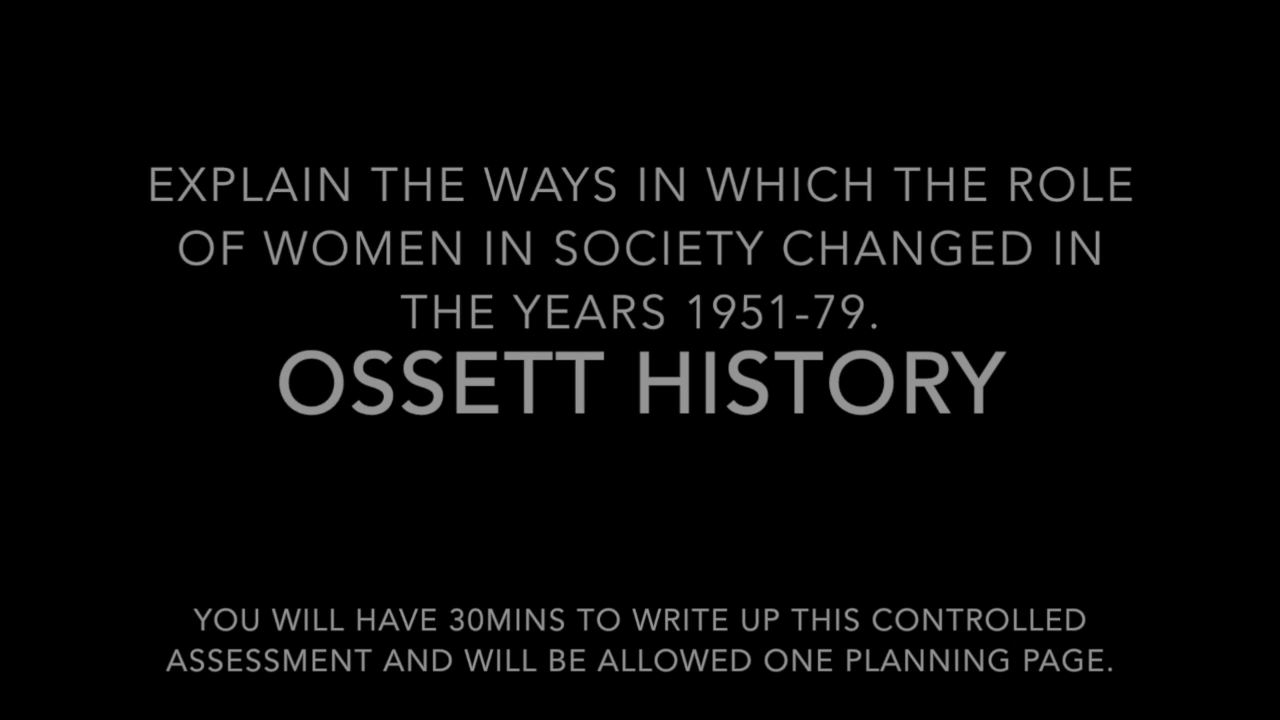 EXPLAIN THE WAYS IN WHICH THE ROLE
OF WOMEN IN SOCIETY CHANGED IN
THE YEARS 1951-79.
OSSETT HISTORY
YOU WILL HAVE 30MINS TO WRITE UP THIS CONTROLLED
ASSESSMENT AND WILL BE ALLOWED ONE PLANNING PAGE.